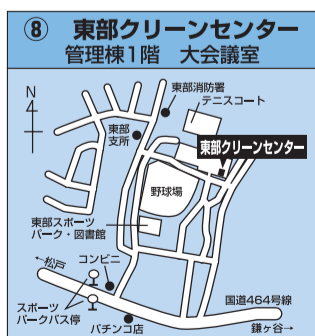 ⑧ 東部クリーンセンター
管理棟1階 大会議室
N
東部消防署
テニスコート
東部
支所
東部クリーンセンター
野球場
東部スポーツ
パーク・図書館
←松戸
コンビニ
スポーツ
パークバス停
国道464号線
パチンコ店
鎌ヶ谷→